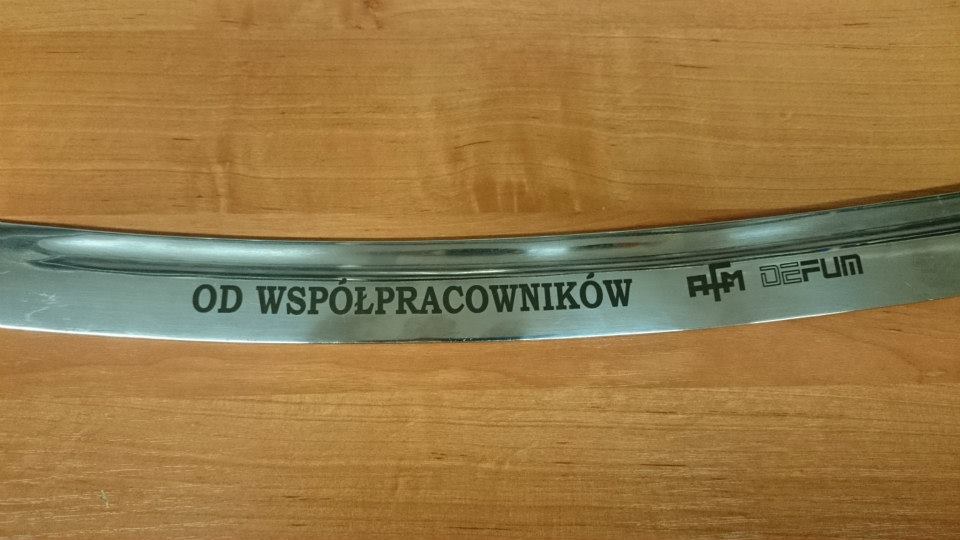 OD WSPÓŁPRACOWNIKÓW AFM DEFUM